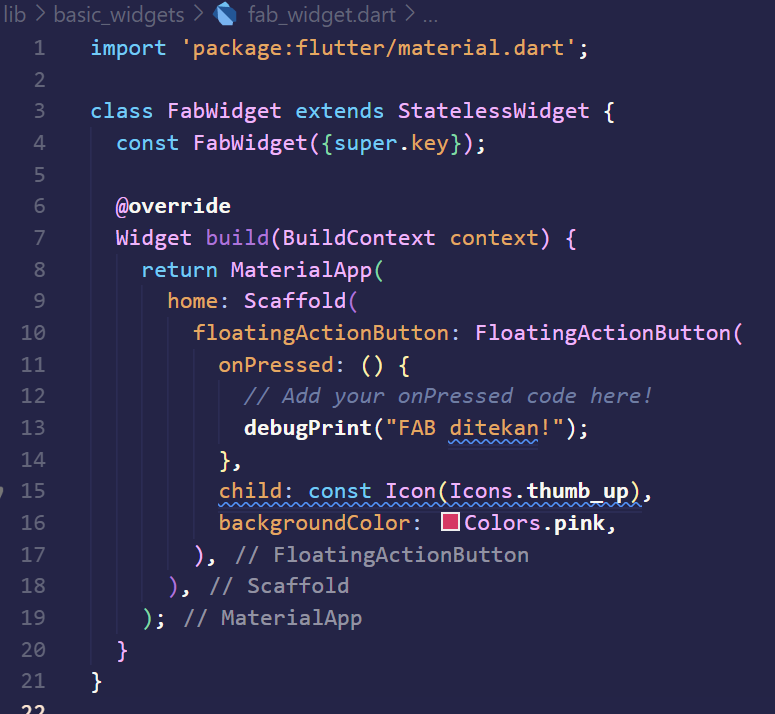 lib > basic_widgets > fab_widget.dart > ...
1 import 'package:flutter/material.dart';
2
3 class FabWidget extends StatelessWidget {
4   const FabWidget({super.key});
5
6   @override
7   Widget build(BuildContext context) {
8     return MaterialApp(
9       home: Scaffold(
10         floatingActionButton: FloatingActionButton(
11           onPressed: () {
12             // Add your onPressed code here!
13             debugPrint("FAB ditekan!");
14           },
15           child: const Icon(Icons.thumb_up),
16           backgroundColor: Colors.pink,
17         ), // FloatingActionButton
18       ), // Scaffold
19     ); // MaterialApp
20   }
21 }
22